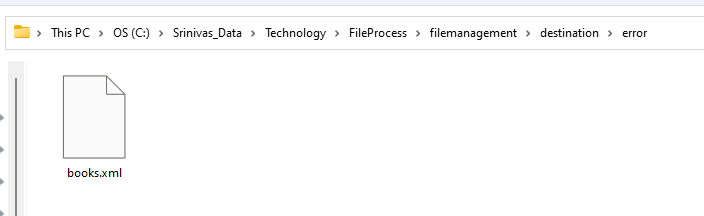 This PC > OS (C:) > Srinivas_Data > Technology > FileProcess > filemanagement > destination > error
books.xml